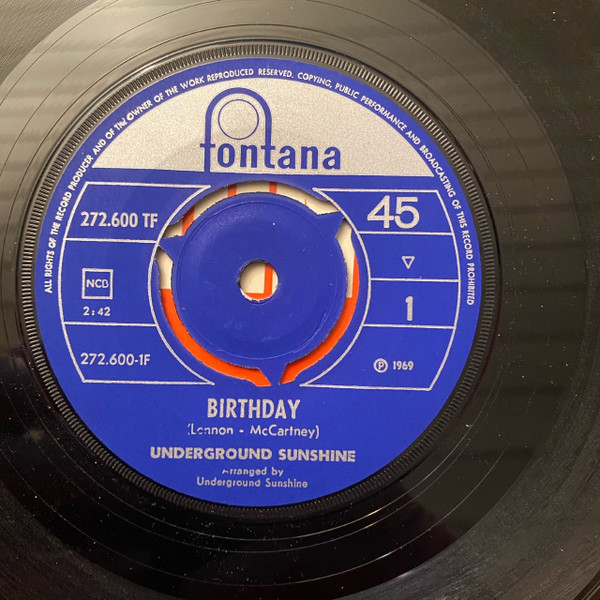 ALL RIGHTS OF THE RECORD PRODUCER AND OF THE OWNER OF THE WORK REPRODUCED RESERVED. COPYING, PUBLIC PERFORMANCE AND BROADCASTING OF THIS RECORD PROHIBITED
fontana
272.600 TF
45
NCB
▽
2:42
1
272.600-1F
℗ 1969
BIRTHDAY
(Lennon - McCartney)
UNDERGROUND SUNSHINE
Arranged by
Underground Sunshine